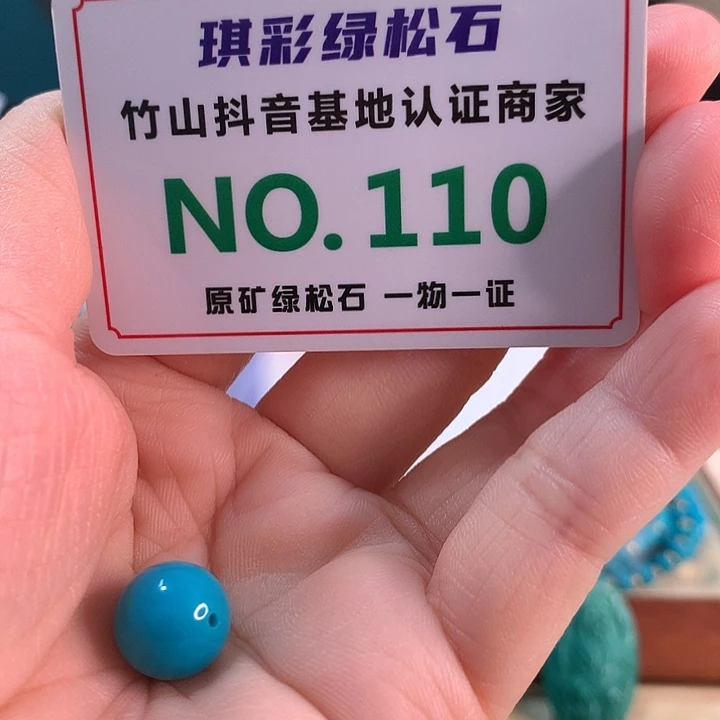 琪彩绿松石
竹山抖音基地认证商家
NO.110
原矿绿松石 一物一证